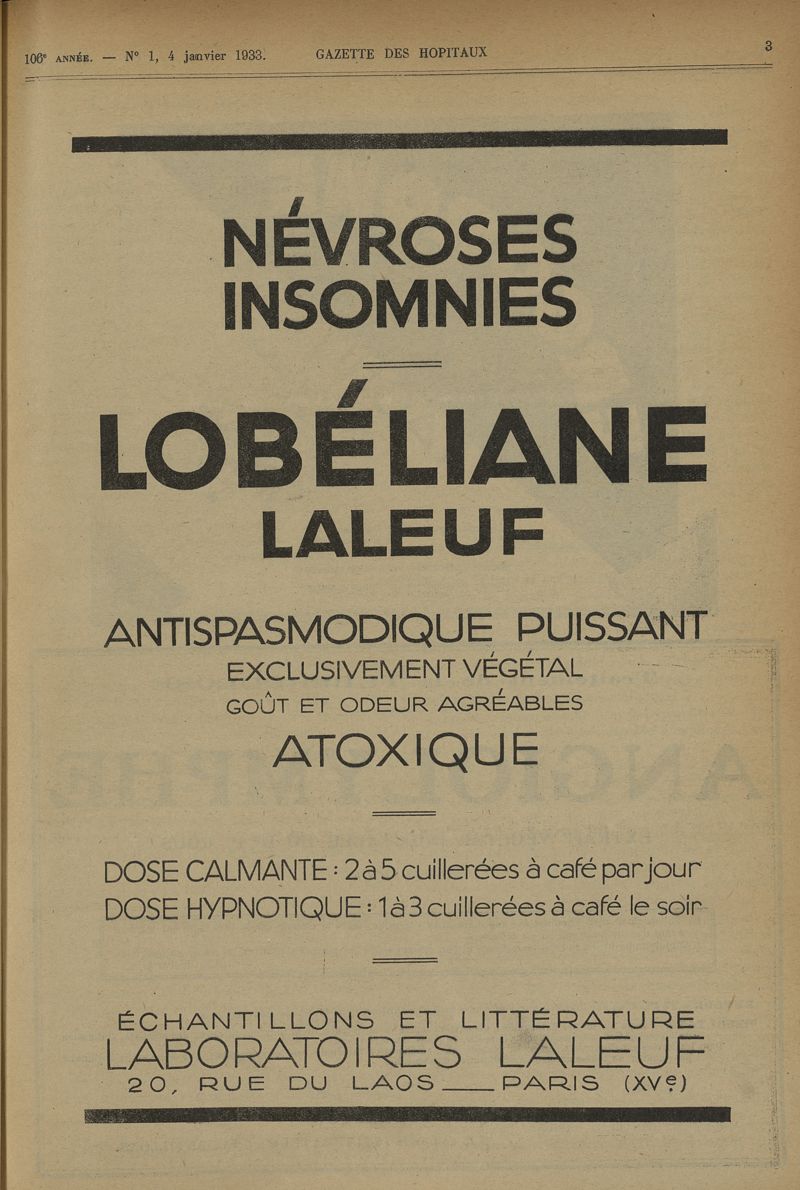 106e ANNÉE. — N° 1, 4 janvier 1933. GAZETTE DES HOPITAUX 3
NÉVROSES
INSOMNIES
LOBÉLIANE
LALEUF
ANTISPASMODIQUE PUISSANT
EXCLUSIVEMENT VÉGÉTAL
GOÛT ET ODEUR AGRÉABLES
ATOXIQUE
DOSE CALMANTE : 2 à 5 cuillerées à café par jour
DOSE HYPNOTIQUE : 1 à 3 cuillerées à café le soir
ÉCHANTILLONS ET LITTÉRATURE
LABORATOIRES LALEUF
20, RUE DU LAOS ___ PARIS (XVe)